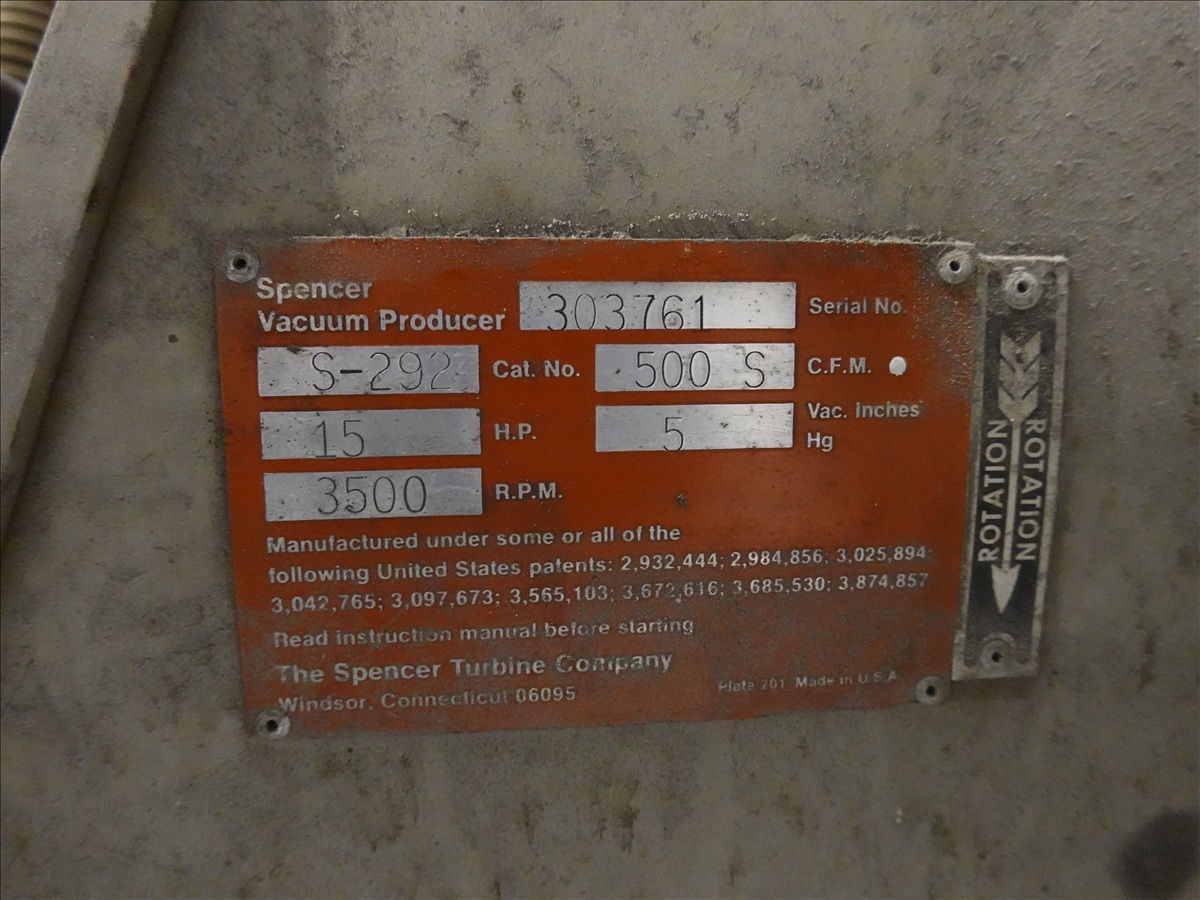 Spencer
Vacuum Producer 303761 Serial No.
S-292 Cat. No. 500 S C.F.M.
15 H.P. 5 Vac. Inches Hg
3500 R.P.M.
Manufactured under some or all of the
following United States patents: 2,932,444; 2,984,856; 3,025,894;
3,042,765; 3,097,673; 3,565,103; 3,672,616; 3,685,530; 3,874,857
Read instruction manual before starting
The Spencer Turbine Company
Windsor, Connecticut 06095
Plate 201 Made in U.S.A.
ROTATION
ROTATION